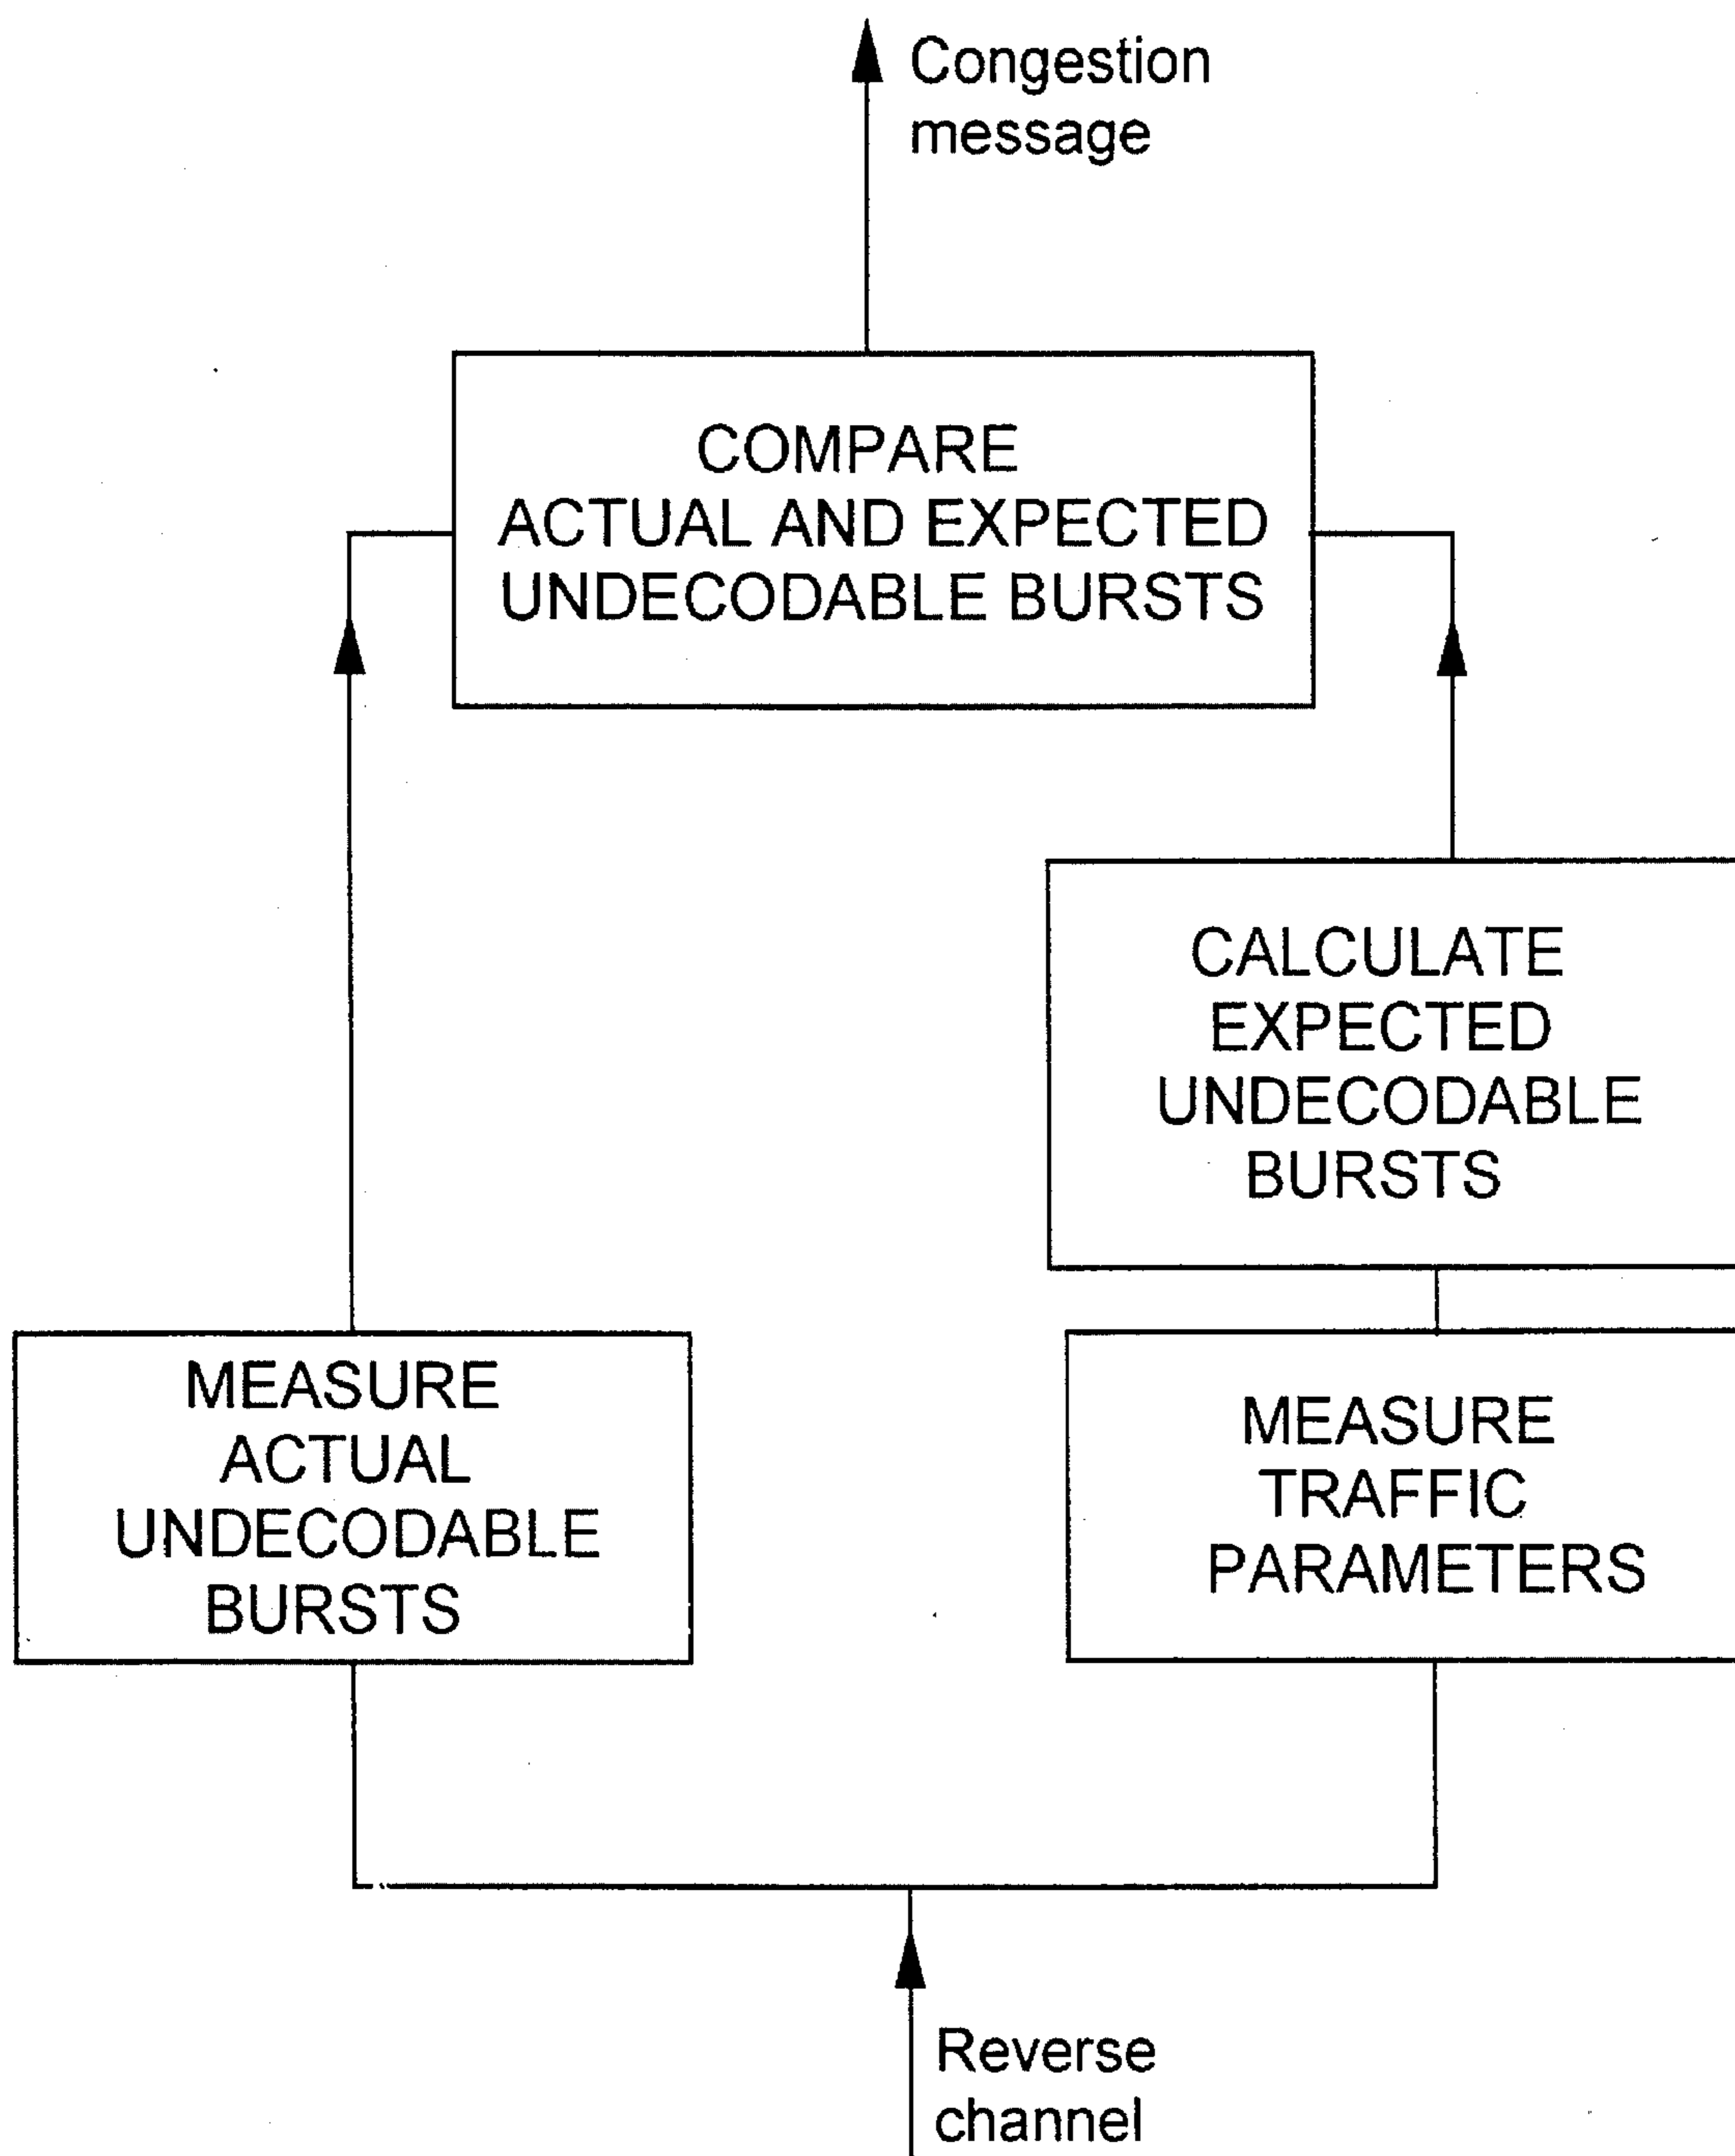 Congestion
message
COMPARE
ACTUAL AND EXPECTED
UNDECODABLE BURSTS
CALCULATE
EXPECTED
UNDECODABLE
BURSTS
MEASURE
ACTUAL
UNDECODABLE
BURSTS
MEASURE
TRAFFIC
PARAMETERS
Reverse
channel